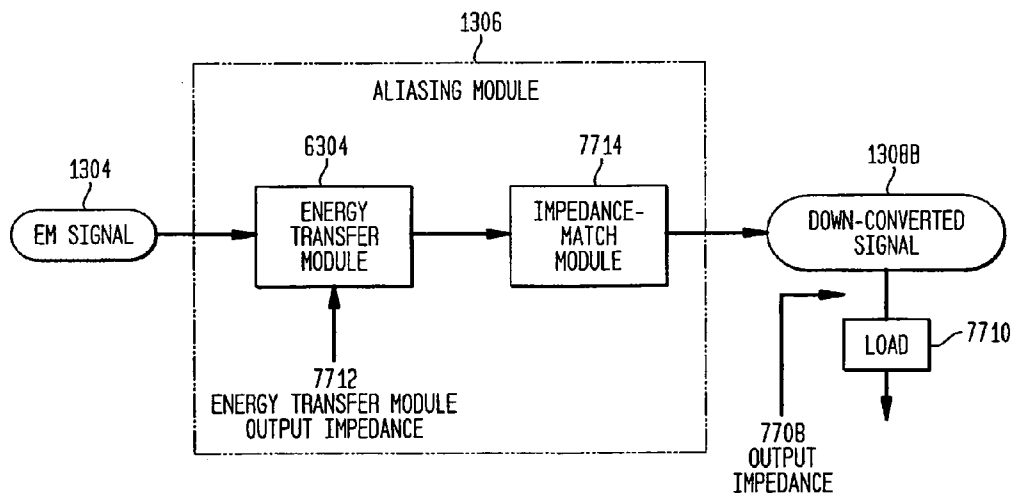 1306
ALIASING MODULE
1304
EM SIGNAL
6304
ENERGY
TRANSFER
MODULE
7714
IMPEDANCE-
MATCH
MODULE
1308B
DOWN-CONVERTED
SIGNAL
LOAD
7710
7712
ENERGY TRANSFER MODULE
OUTPUT IMPEDANCE
7708
OUTPUT
IMPEDANCE